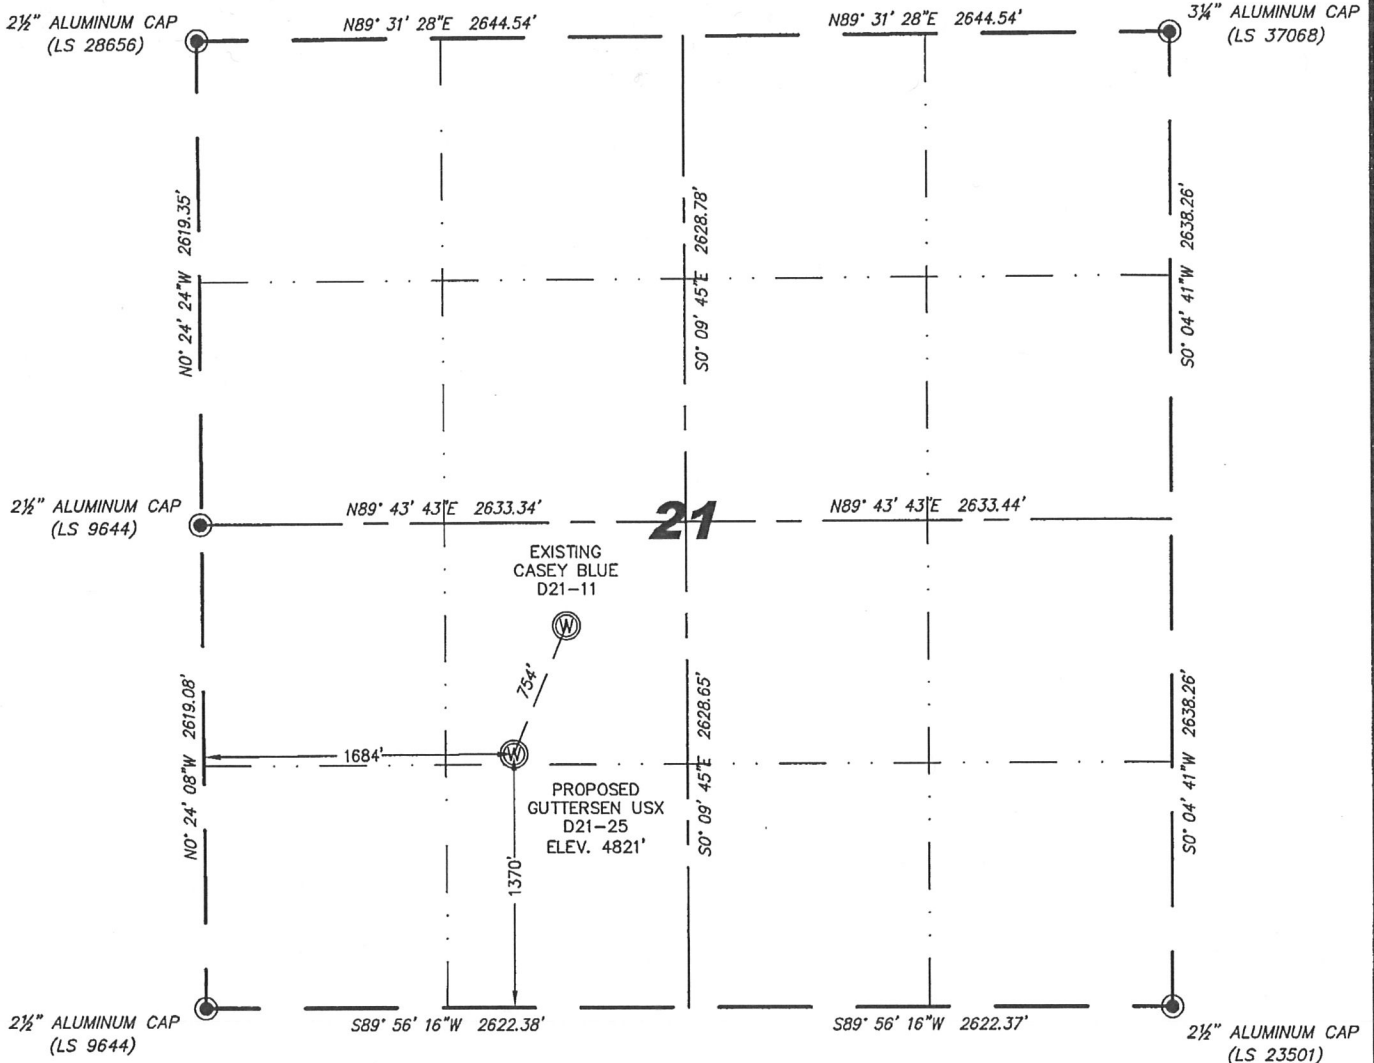 2½" ALUMINUM CAP
(LS 28656)
N89° 31' 28"E 2644.54'
N89° 31' 28"E 2644.54'
3¼" ALUMINUM CAP
(LS 37068)
N0° 24' 24"W 2619.35'
S0° 09' 45"E 2628.78'
S0° 04' 41"W 2638.26'
2½" ALUMINUM CAP
(LS 9644)
N89° 43' 43"E 2633.34'
21
N89° 43' 43"E 2633.44'
EXISTING
CASEY BLUE
D21-11
W
754'
N0° 24' 08"W 2619.08'
1684'
W
S0° 09' 45"E 2628.65'
S0° 04' 41"W 2638.26'
PROPOSED
GUTTERSEN USX
D21-25
ELEV. 4821'
1370'
2½" ALUMINUM CAP
(LS 9644)
S89° 56' 16"W 2622.38'
S89° 56' 16"W 2622.37'
2½" ALUMINUM CAP
(LS 23501)